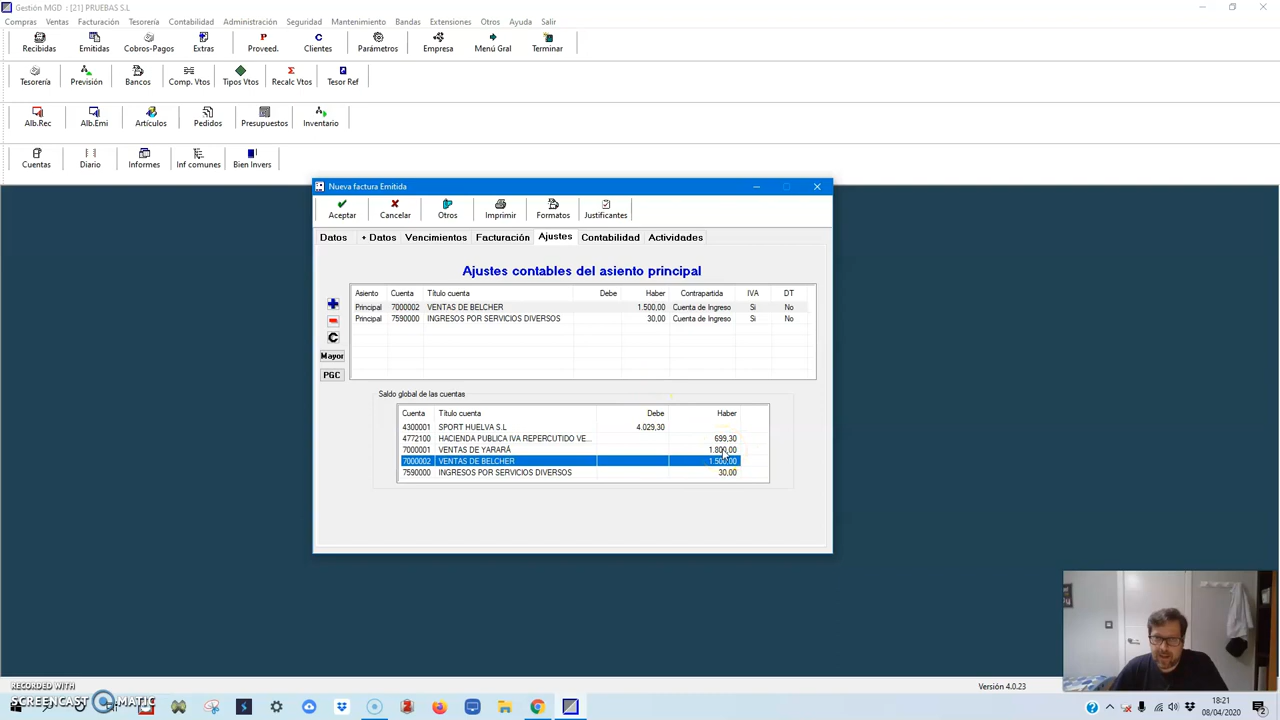 Gestión MGD : [21] PRUEBAS S.L
Compras Ventas Facturación Tesorería Contabilidad Administración Seguridad Mantenimiento Bandas Extensiones Otros Ayuda Salir
Recibidas Emitidas Cobros-Pagos Extras Proveed. Clientes Parámetros Empresa Menú Gral Terminar
Tesorería Previsión Bancos Comp. Vtos Tipos Vtos Recalc Vtos Tesor Ref
Alb.Rec Alb.Emi Artículos Pedidos Presupuestos Inventario
Cuentas Diario Informes Inf comunes Bien Invers
Nueva factura Emitida
Aceptar Cancelar Otros Imprimir Formatos Justificantes
Datos + Datos Vencimientos Facturación Ajustes Contabilidad Actividades
Ajustes contables del asiento principal
Asiento Cuenta Título cuenta Debe Haber Contrapartida IVA DT
Principal 7000002 VENTAS DE BELCHER 1.500,00 Cuenta de Ingreso Si No
Principal 7590000 INGRESOS POR SERVICIOS DIVERSOS 30,00 Cuenta de Ingreso Si No
C
Mayor
PGC
Saldo global de las cuentas
Cuenta Título cuenta Debe Haber
4300001 SPORT HUELVA S.L 4.029,30
4772100 HACIENDA PUBLICA IVA REPERCUTIDO VE... 699,30
7000001 VENTAS DE YARARÁ 1.800,00
7000002 VENTAS DE BELCHER 1.500,00
7590000 INGRESOS POR SERVICIOS DIVERSOS 30,00
Versión 4.0.23
RECORDED WITH
SCREENCAST MATIC
18:21
08/04/2020